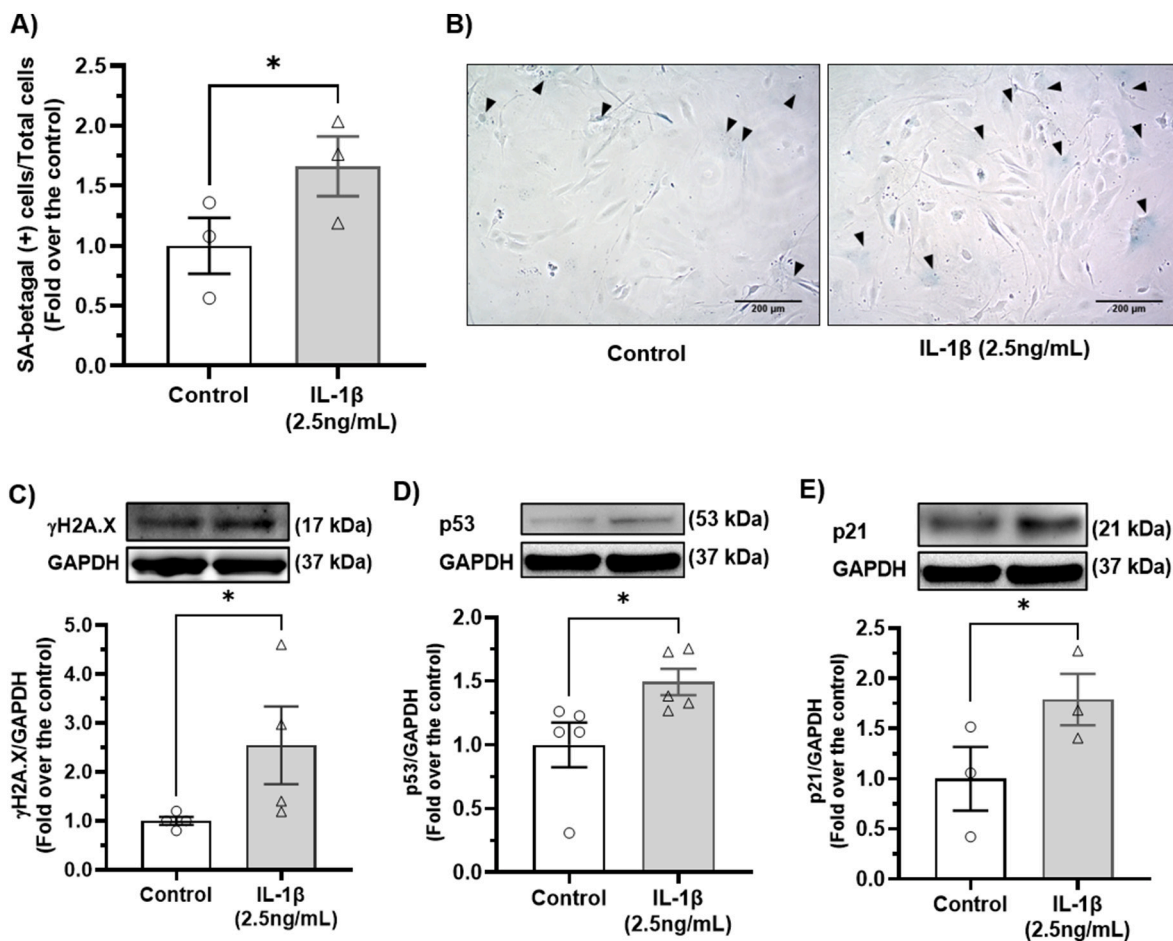 A)
SA-betagal (+) cells/Total cells
(Fold over the control)
2.5
2.0
1.5
1.0
0.5
0.0
*
Control
IL-1β
(2.5ng/mL)
B)
200 µm
200 µm
Control
IL-1β (2.5ng/mL)
C)
γH2A.X
(17 kDa)
GAPDH
(37 kDa)
*
γH2A.X/GAPDH
(Fold over the control)
5.0
4.0
3.0
2.0
1.0
0.0
Control
IL-1β
(2.5ng/mL)
D)
p53
(53 kDa)
GAPDH
(37 kDa)
*
p53/GAPDH
(Fold over the control)
2.0
1.5
1.0
0.5
0.0
Control
IL-1β
(2.5ng/mL)
E)
p21
(21 kDa)
GAPDH
(37 kDa)
*
p21/GAPDH
(Fold over the control)
2.5
2.0
1.5
1.0
0.5
0.0
Control
IL-1β
(2.5ng/mL)